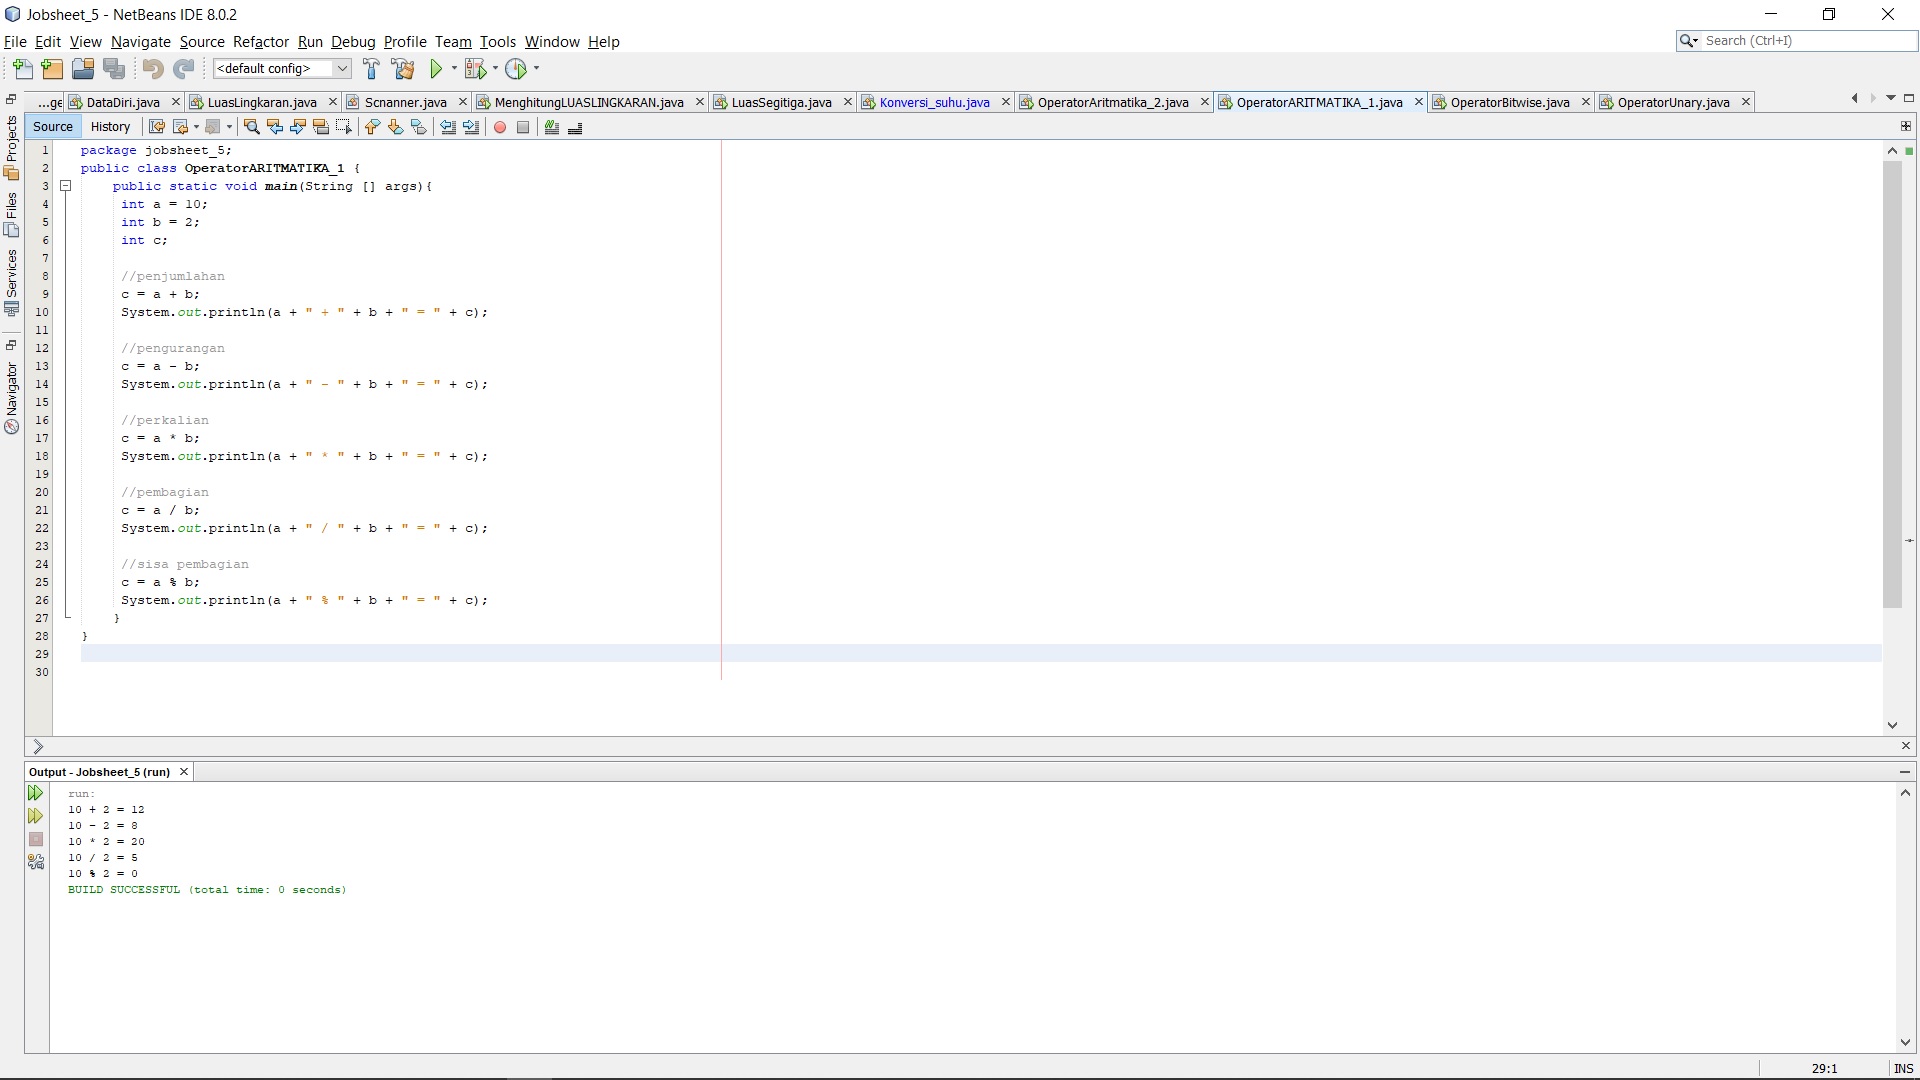 Jobsheet_5 - NetBeans IDE 8.0.2
File Edit View Navigate Source Refactor Run Debug Profile Team Tools Window Help
Search (Ctrl+I)
<default config>
...ge DataDiri.java LuasLingkaran.java Scnanner.java MenghitungLUASLINGKARAN.java LuasSegitiga.java Konversi_suhu.java OperatorAritmatika_2.java OperatorARITMATIKA_1.java OperatorBitwise.java OperatorUnary.java
Source History
Projects
Files
Services
Navigator
1 package jobsheet_5;
2 public class OperatorARITMATIKA_1 {
3 public static void main(String [] args){
4 int a = 10;
5 int b = 2;
6 int c;
7
8 //penjumlahan
9 c = a + b;
10 System.out.println(a + " + " + b + " = " + c);
11
12 //pengurangan
13 c = a - b;
14 System.out.println(a + " - " + b + " = " + c);
15
16 //perkalian
17 c = a * b;
18 System.out.println(a + " * " + b + " = " + c);
19
20 //pembagian
21 c = a / b;
22 System.out.println(a + " / " + b + " = " + c);
23
24 //sisa pembagian
25 c = a % b;
26 System.out.println(a + " % " + b + " = " + c);
27 }
28 }
29
30
Output - Jobsheet_5 (run)
run:
10 + 2 = 12
10 - 2 = 8
10 * 2 = 20
10 / 2 = 5
10 % 2 = 0
BUILD SUCCESSFUL (total time: 0 seconds)
29:1 INS